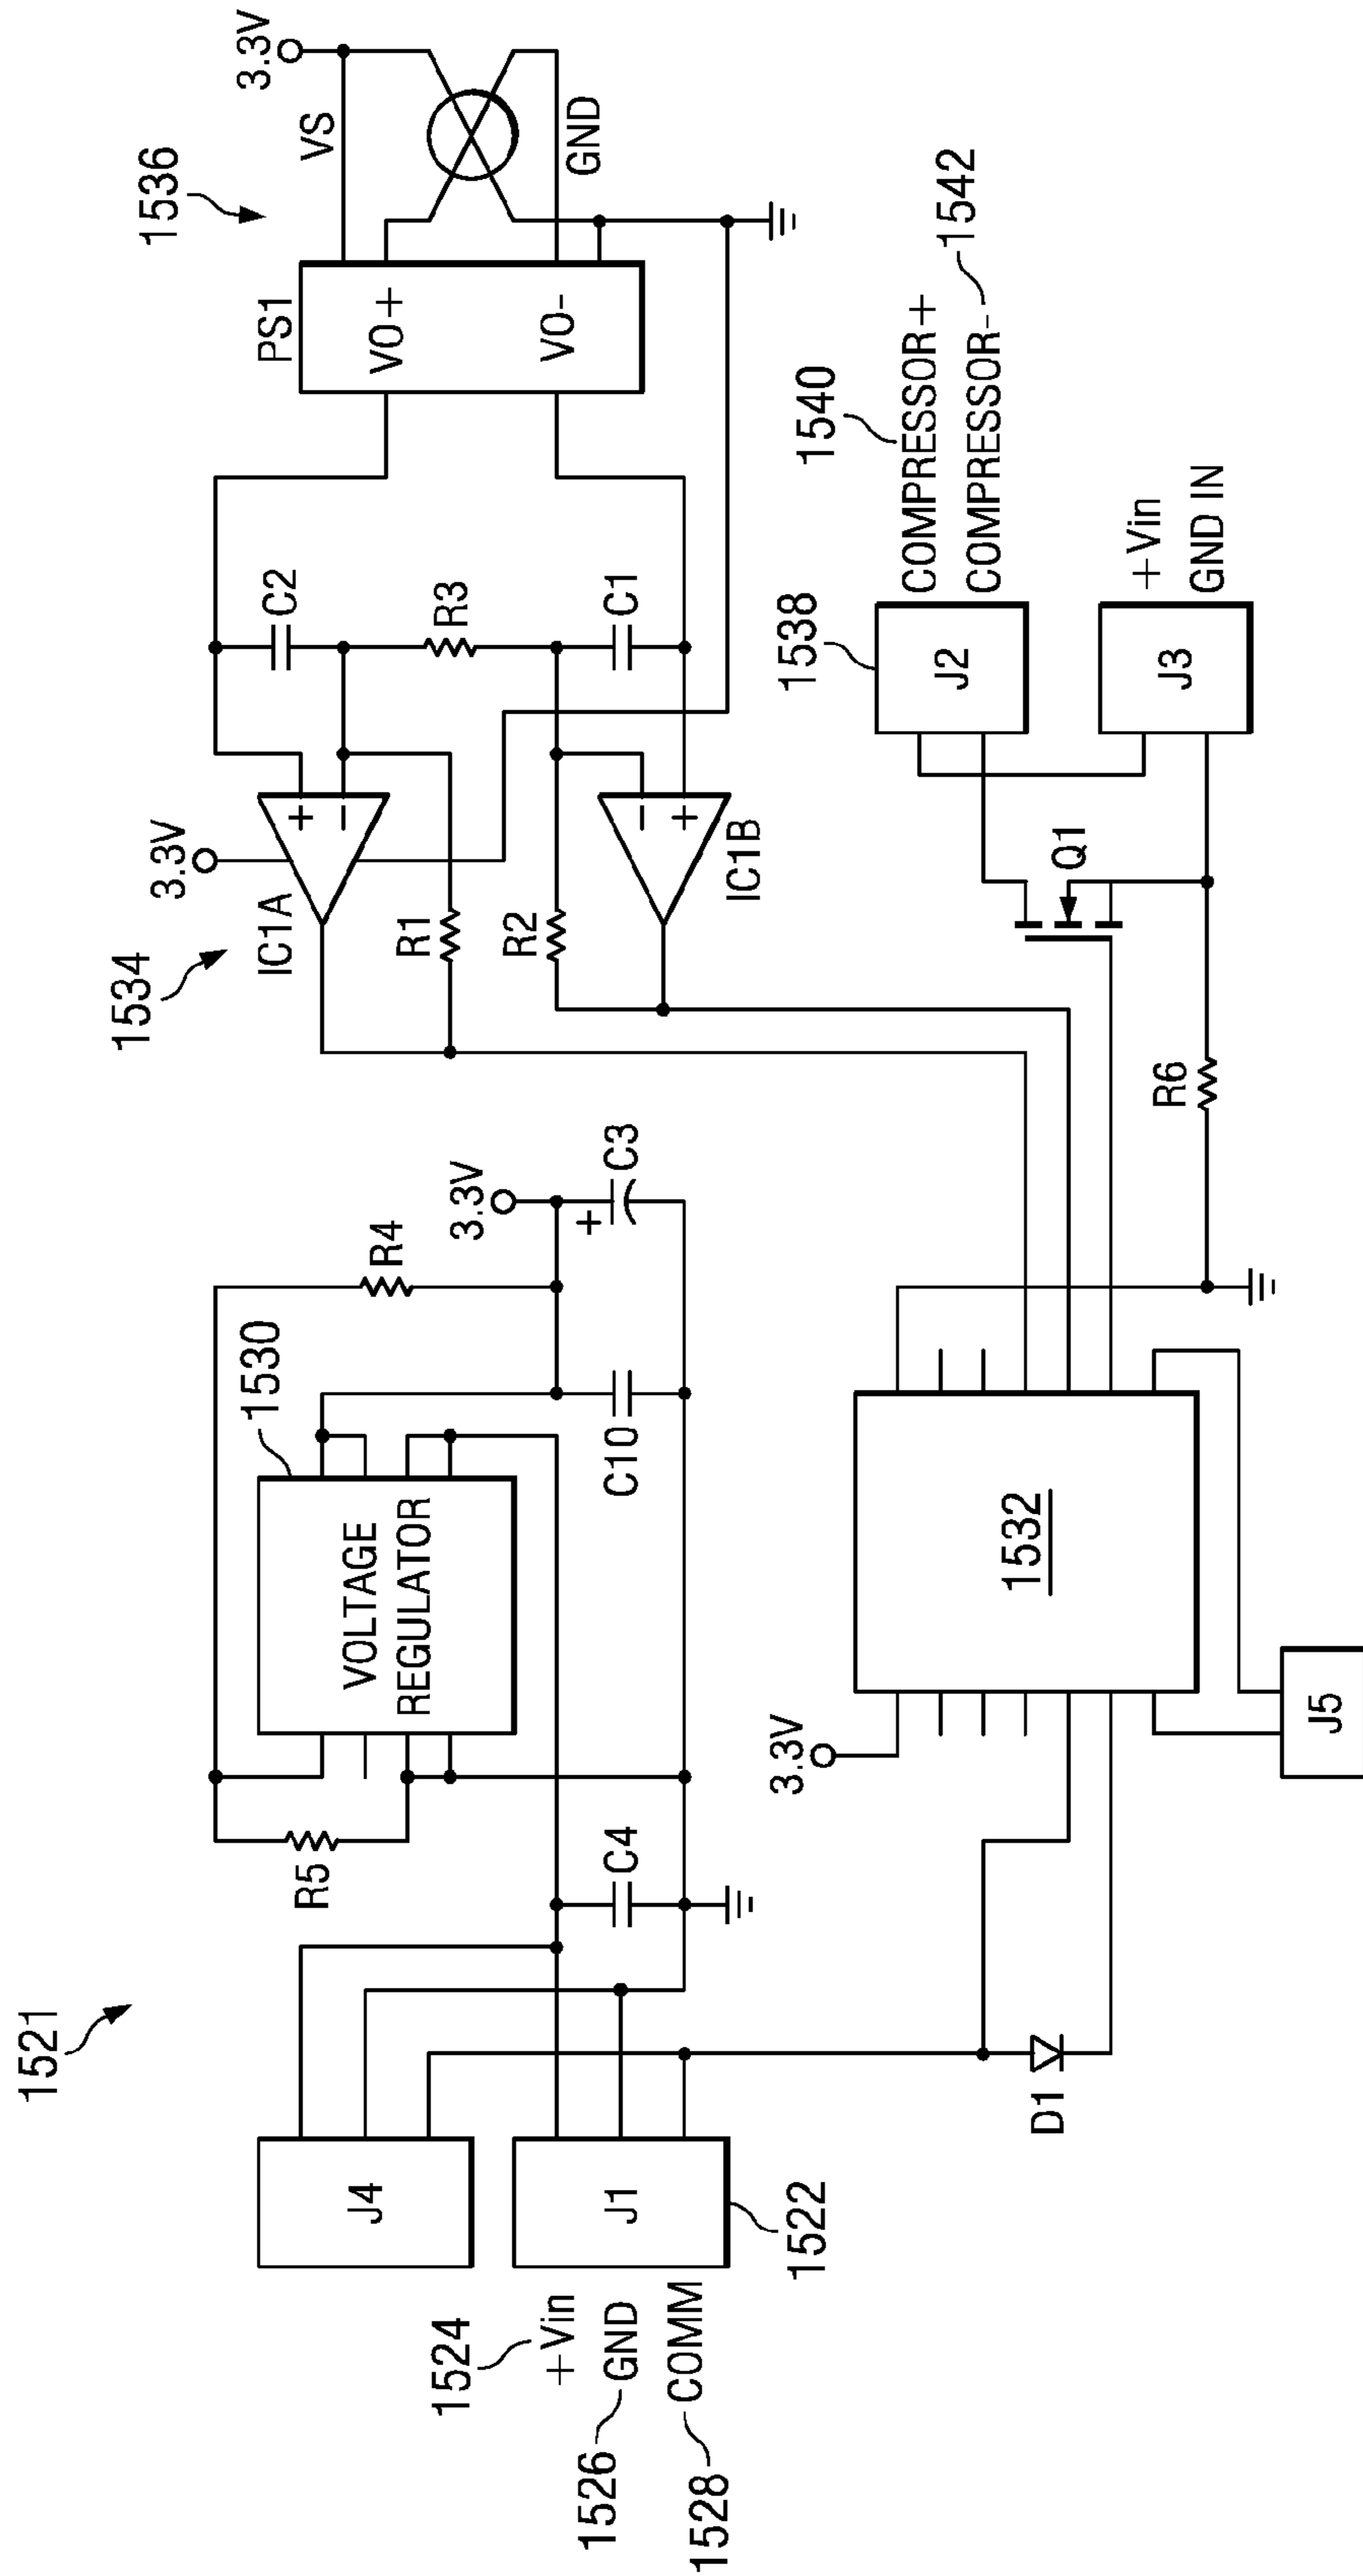 1521
J4
J1
1522
1524
+Vin
1526
GND
1528
COMM
R5
VOLTAGE
REGULATOR
1530
R4
C4
C10
3.3V
+
C3
1534
3.3V
IC1A
+
−
R1
R2
−
+
IC1B
C2
R3
C1
1536
PS1
VO+
VO-
VS
3.3V
GND
D1
3.3V
1532
J5
R6
Q1
1538
J2
1540
COMPRESSOR+
COMPRESSOR-
1542
J3
+Vin
GND IN